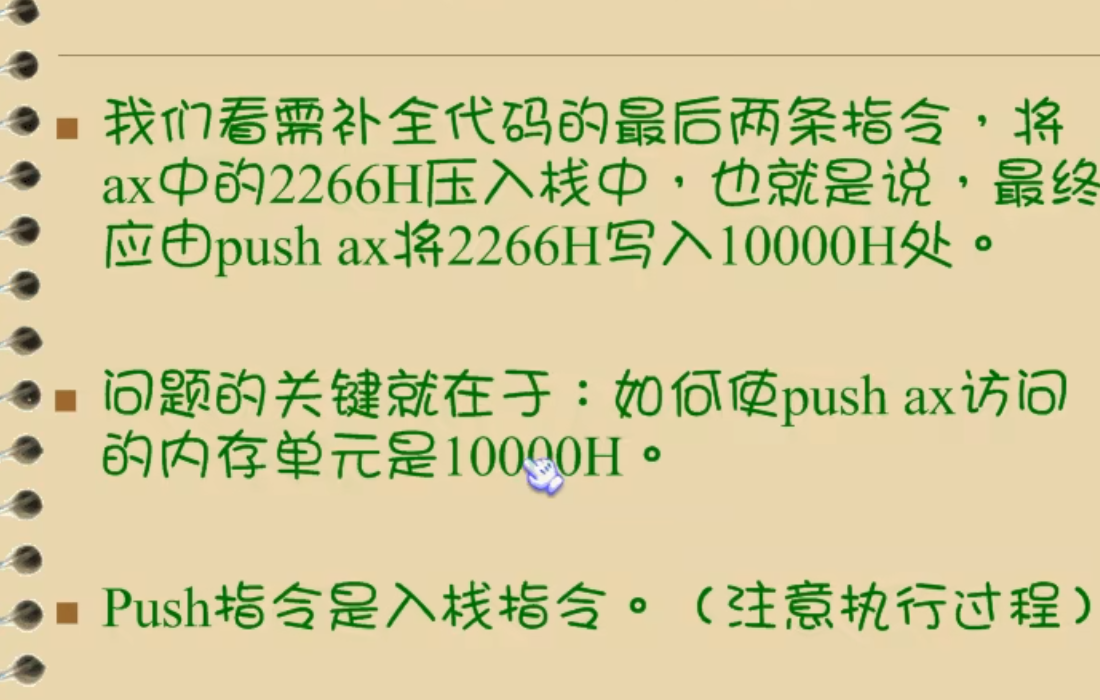 我们看需补全代码的最后两条指令，将
ax中的2266H压入栈中，也就是说，最终
应由push ax将2266H写入10000H处。
问题的关键就在于：如何使push ax访问
的内存单元是10000H。
Push指令是入栈指令。（注意执行过程）